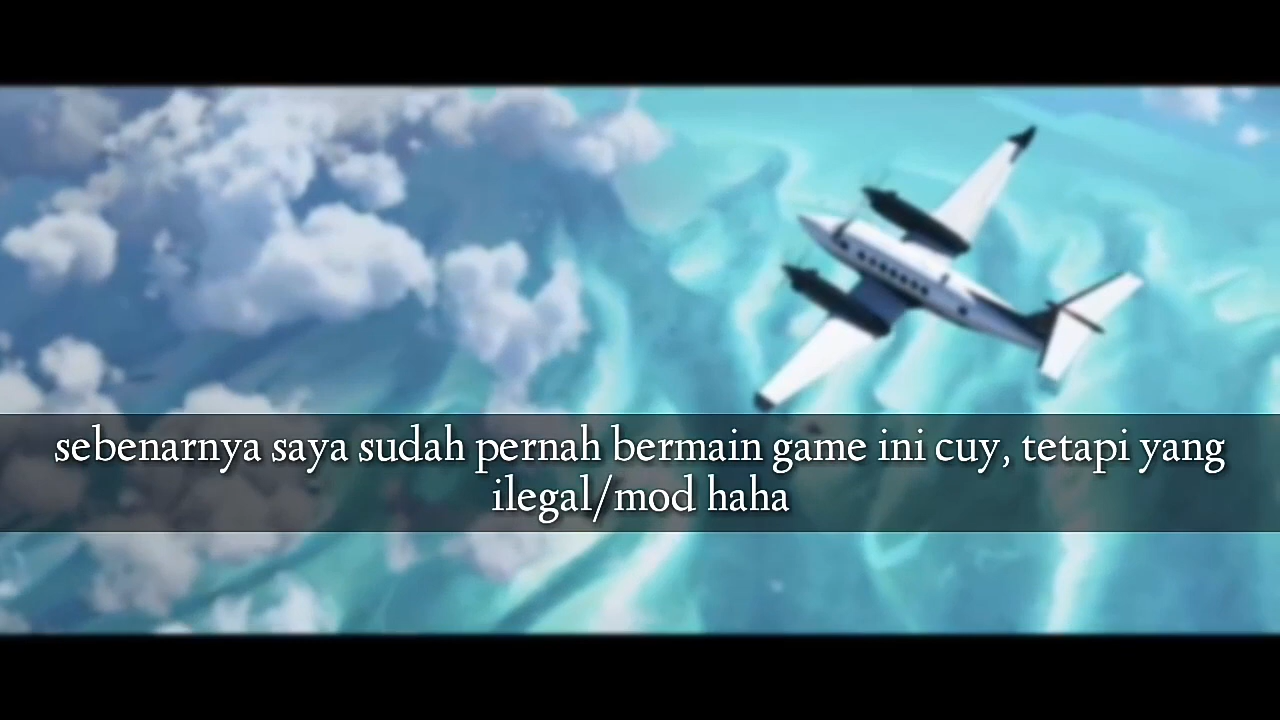 sebenarnya saya sudah pernah bermain game ini cuy, tetapi yang
ilegal/mod haha